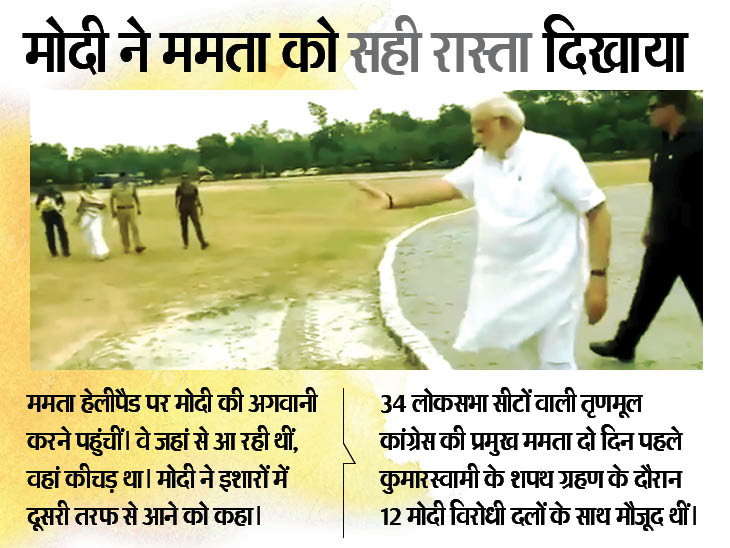 मोदी ने ममता को सही रास्ता दिखाया
ममता हेलीपैड पर मोदी की अगवानी
करने पहुंचीं। वे जहां से आ रही थीं,
वहां कीचड़ था। मोदी ने इशारों में
दूसरी तरफ से आने को कहा।
34 लोकसभा सीटों वाली तृणमूल
कांग्रेस की प्रमुख ममता दो दिन पहले
कुमारस्वामी के शपथ ग्रहण के दौरान
12 मोदी विरोधी दलों के साथ मौजूद थीं।